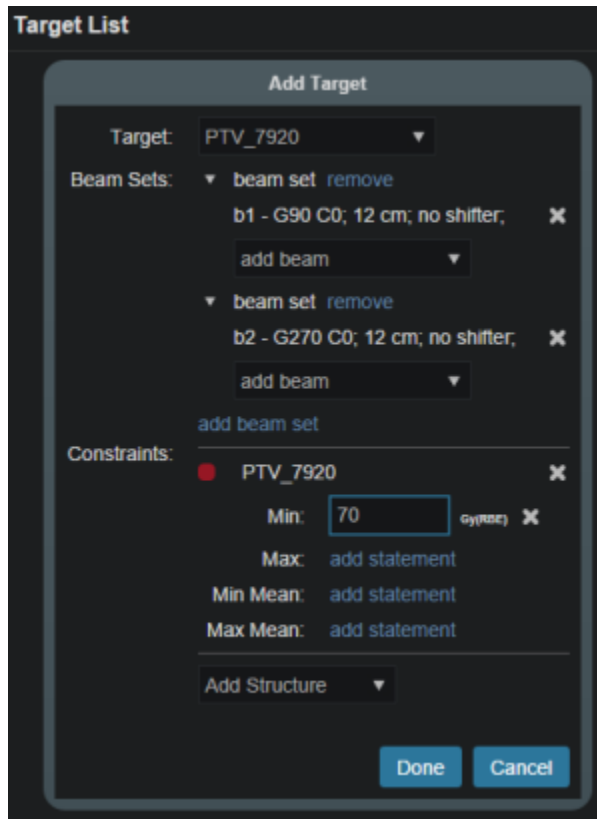 Target List
Add Target
Target: PTV_7920
Beam Sets: beam set remove
b1 - G90 C0; 12 cm; no shifter;
add beam
beam set remove
b2 - G270 C0; 12 cm; no shifter;
add beam
add beam set
Constraints:
PTV_7920
Min: 70 Gy(RBE)
Max: add statement
Min Mean: add statement
Max Mean: add statement
Add Structure
Done Cancel